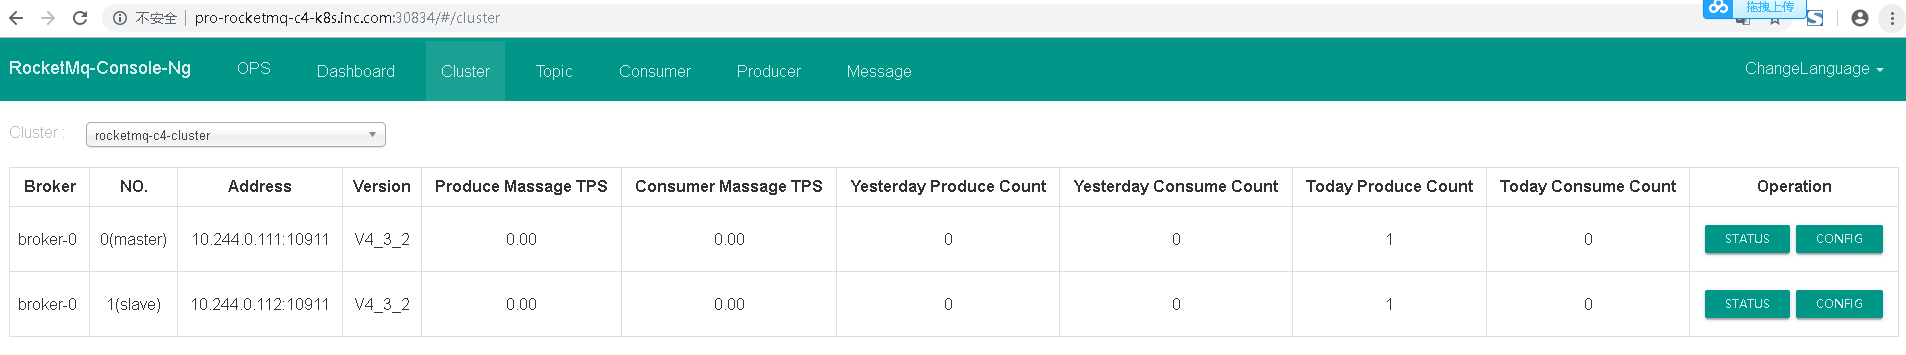 拖拽上传
不安全 pro-rocketmq-c4-k8s.inc.com:30834/#/cluster
RocketMq-Console-Ng OPS Dashboard Cluster Topic Consumer Producer Message ChangeLanguage
Cluster : rocketmq-c4-cluster
Broker NO. Address Version Produce Massage TPS Consumer Massage TPS Yesterday Produce Count Yesterday Consume Count Today Produce Count Today Consume Count Operation
broker-0 0(master) 10.244.0.111:10911 V4_3_2 0.00 0.00 0 0 1 0 STATUS CONFIG
broker-0 1(slave) 10.244.0.112:10911 V4_3_2 0.00 0.00 0 0 1 0 STATUS CONFIG